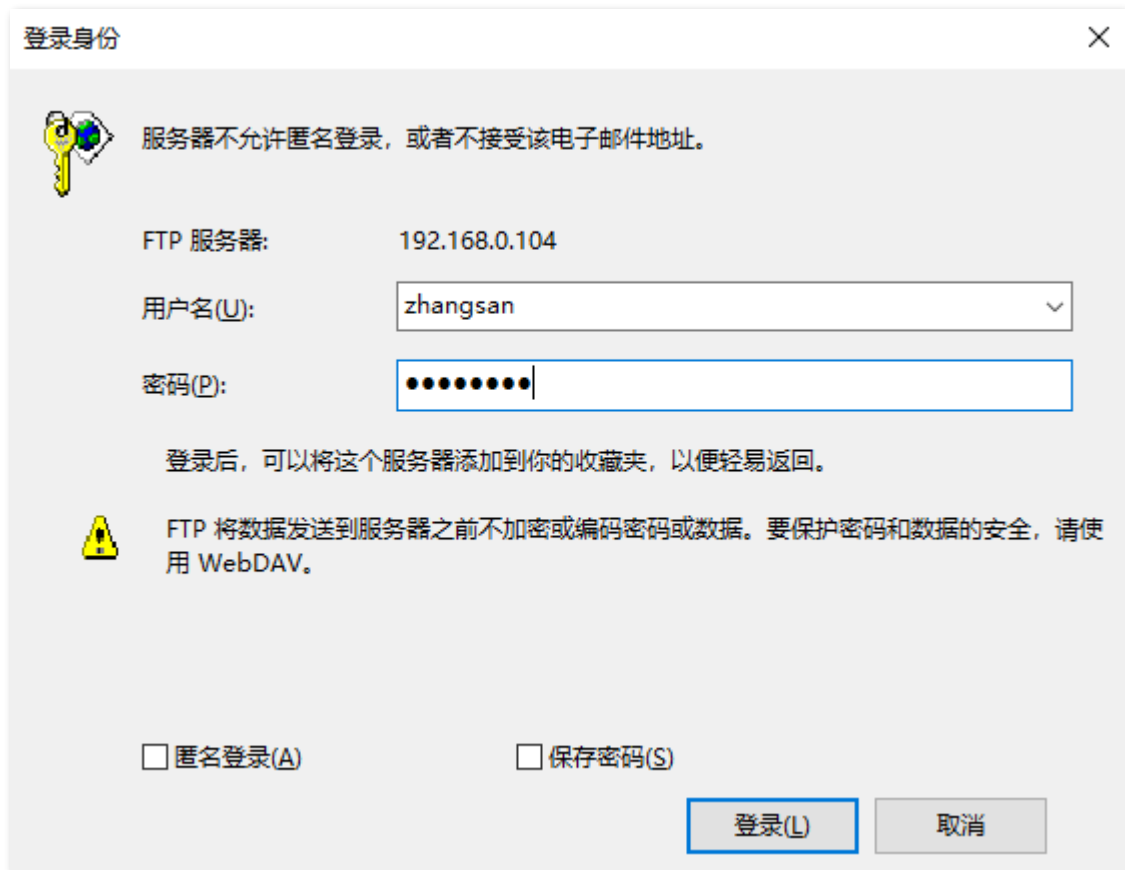 登录身份
服务器不允许匿名登录，或者不接受该电子邮件地址。
FTP 服务器:
192.168.0.104
用户名(U):
zhangsan
密码(P):
●●●●●●●●
登录后，可以将这个服务器添加到你的收藏夹，以便轻易返回。
FTP 将数据发送到服务器之前不加密或编码密码或数据。要保护密码和数据的安全，请使
用 WebDAV。
匿名登录(A)
保存密码(S)
登录(L)
取消